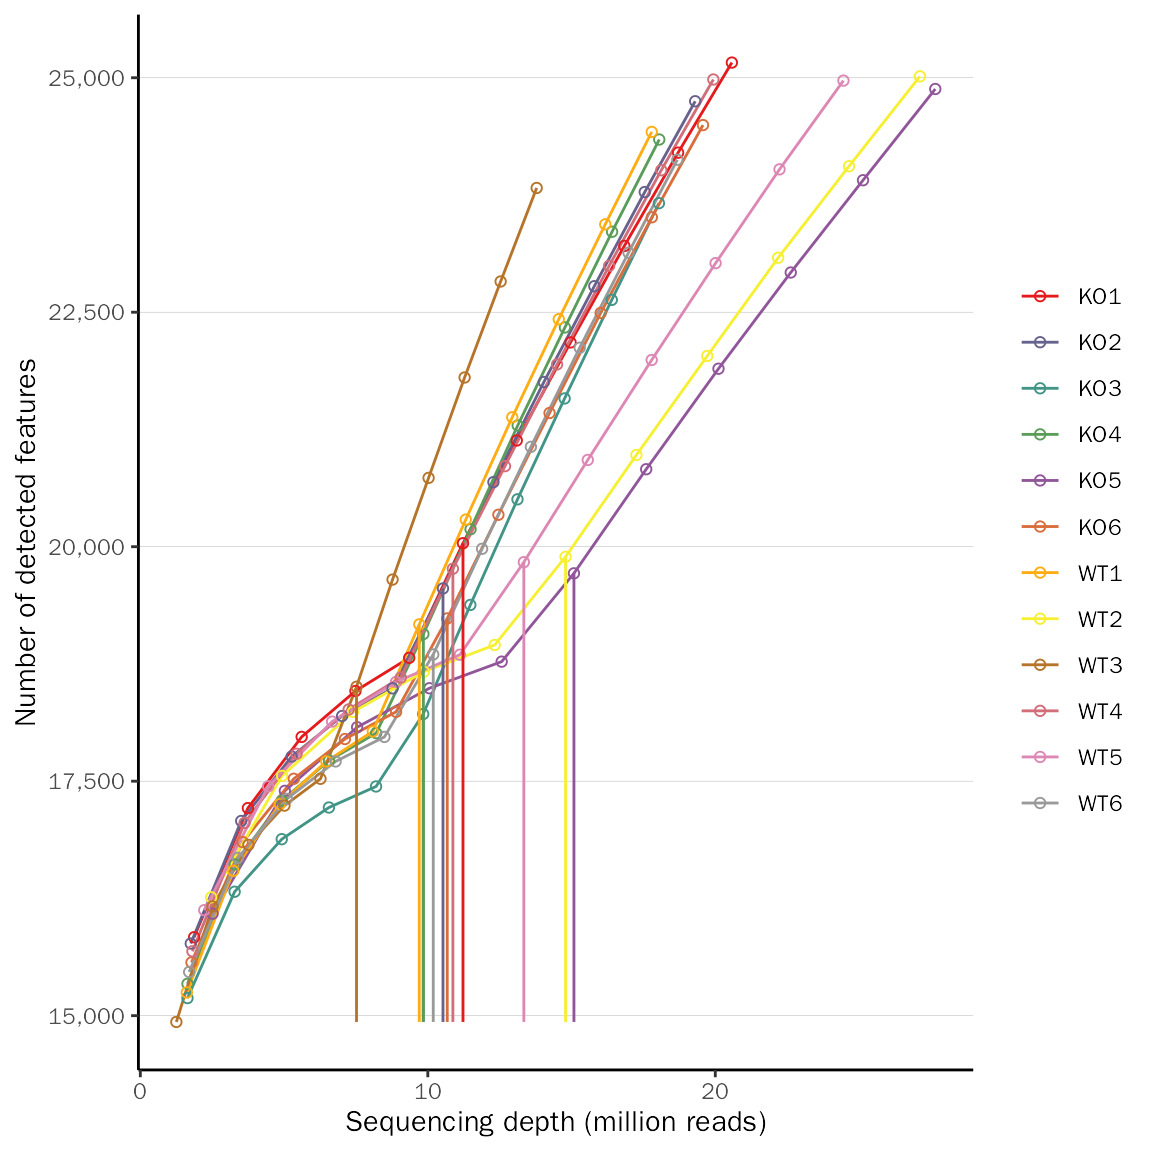 25,000
22,500
20,000
17,500
15,000
0 10 20
Sequencing depth (million reads)
Number of detected features
KO1
KO2
KO3
KO4
KO5
KO6
WT1
WT2
WT3
WT4
WT5
WT6